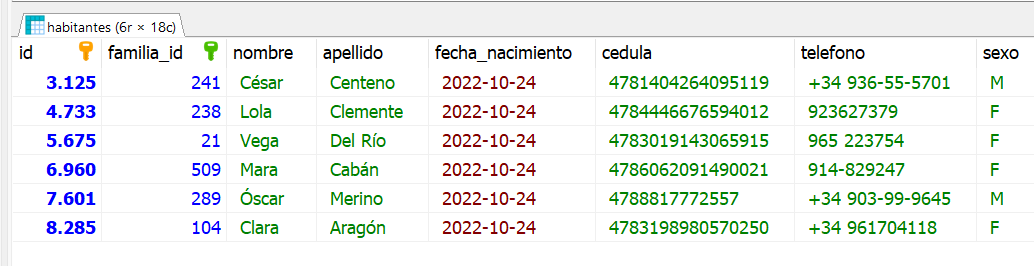 habitantes (6r × 18c)
id familia_id nombre apellido fecha_nacimiento cedula telefono sexo
3.125 241 César Centeno 2022-10-24 4781404264095119 +34 936-55-5701 M
4.733 238 Lola Clemente 2022-10-24 4784446676594012 923627379 F
5.675 21 Vega Del Río 2022-10-24 4783019143065915 965 223754 F
6.960 509 Mara Cabán 2022-10-24 4786062091490021 914-829247 F
7.601 289 Óscar Merino 2022-10-24 4788817772557 +34 903-99-9645 M
8.285 104 Clara Aragón 2022-10-24 4783198980570250 +34 961704118 F